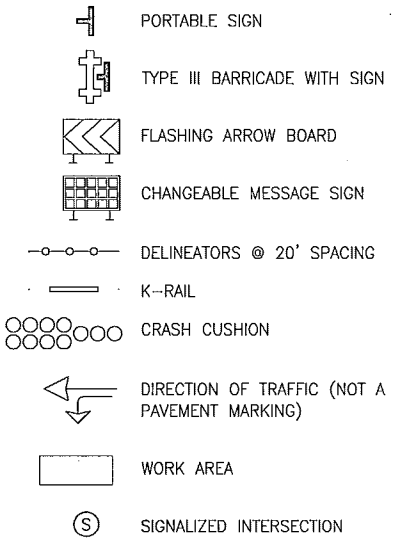 PORTABLE SIGN
TYPE III BARRICADE WITH SIGN
FLASHING ARROW BOARD
CHANGEABLE MESSAGE SIGN
DELINEATORS @ 20' SPACING
K-RAIL
CRASH CUSHION
DIRECTION OF TRAFFIC (NOT A
PAVEMENT MARKING)
WORK AREA
S SIGNALIZED INTERSECTION